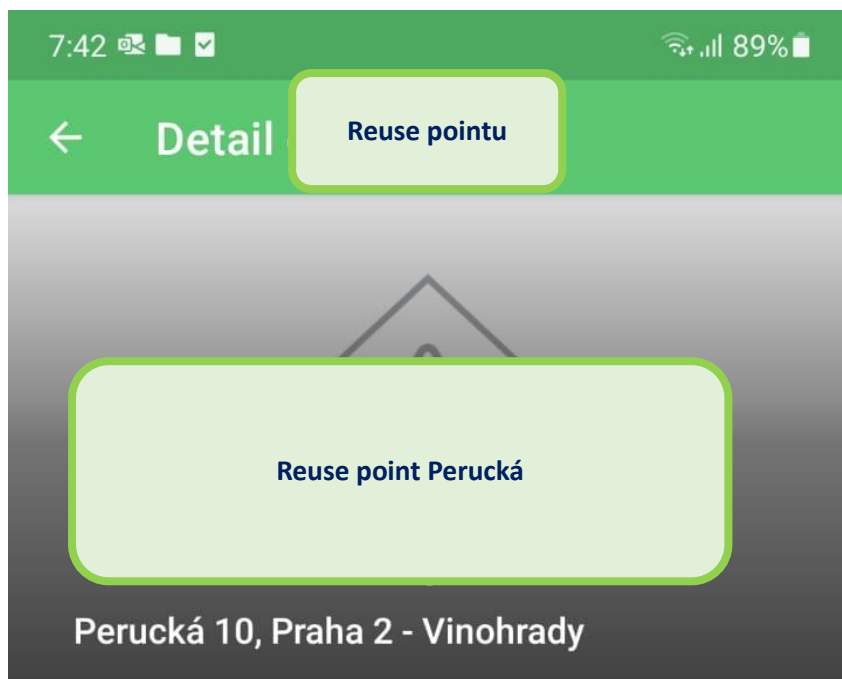 7:42 89%
Detail Reuse pointu
Reuse point Perucká
Perucká 10, Praha 2 - Vinohrady